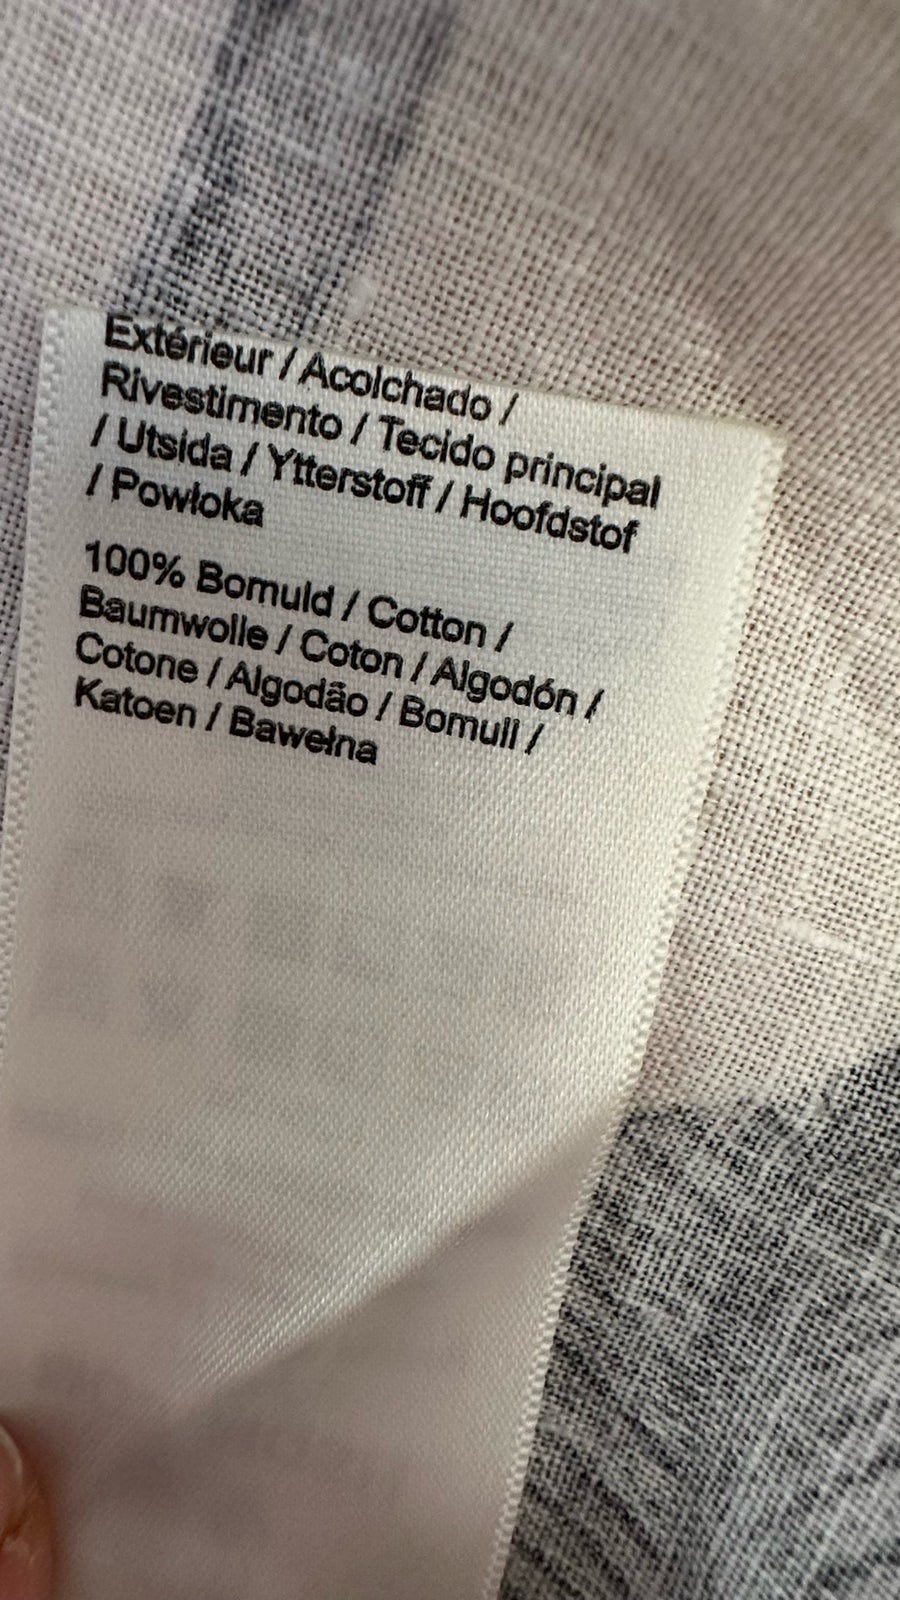 Extérieur / Acolchado /
Rivestimento / Tecido principal
/ Utsida / Ytterstoff / Hoofdstof
/ Powłoka
100% Bomuld / Cotton /
Baumwolle / Coton / Algodón /
Cotone / Algodão / Bomull /
Katoen / Bawełna